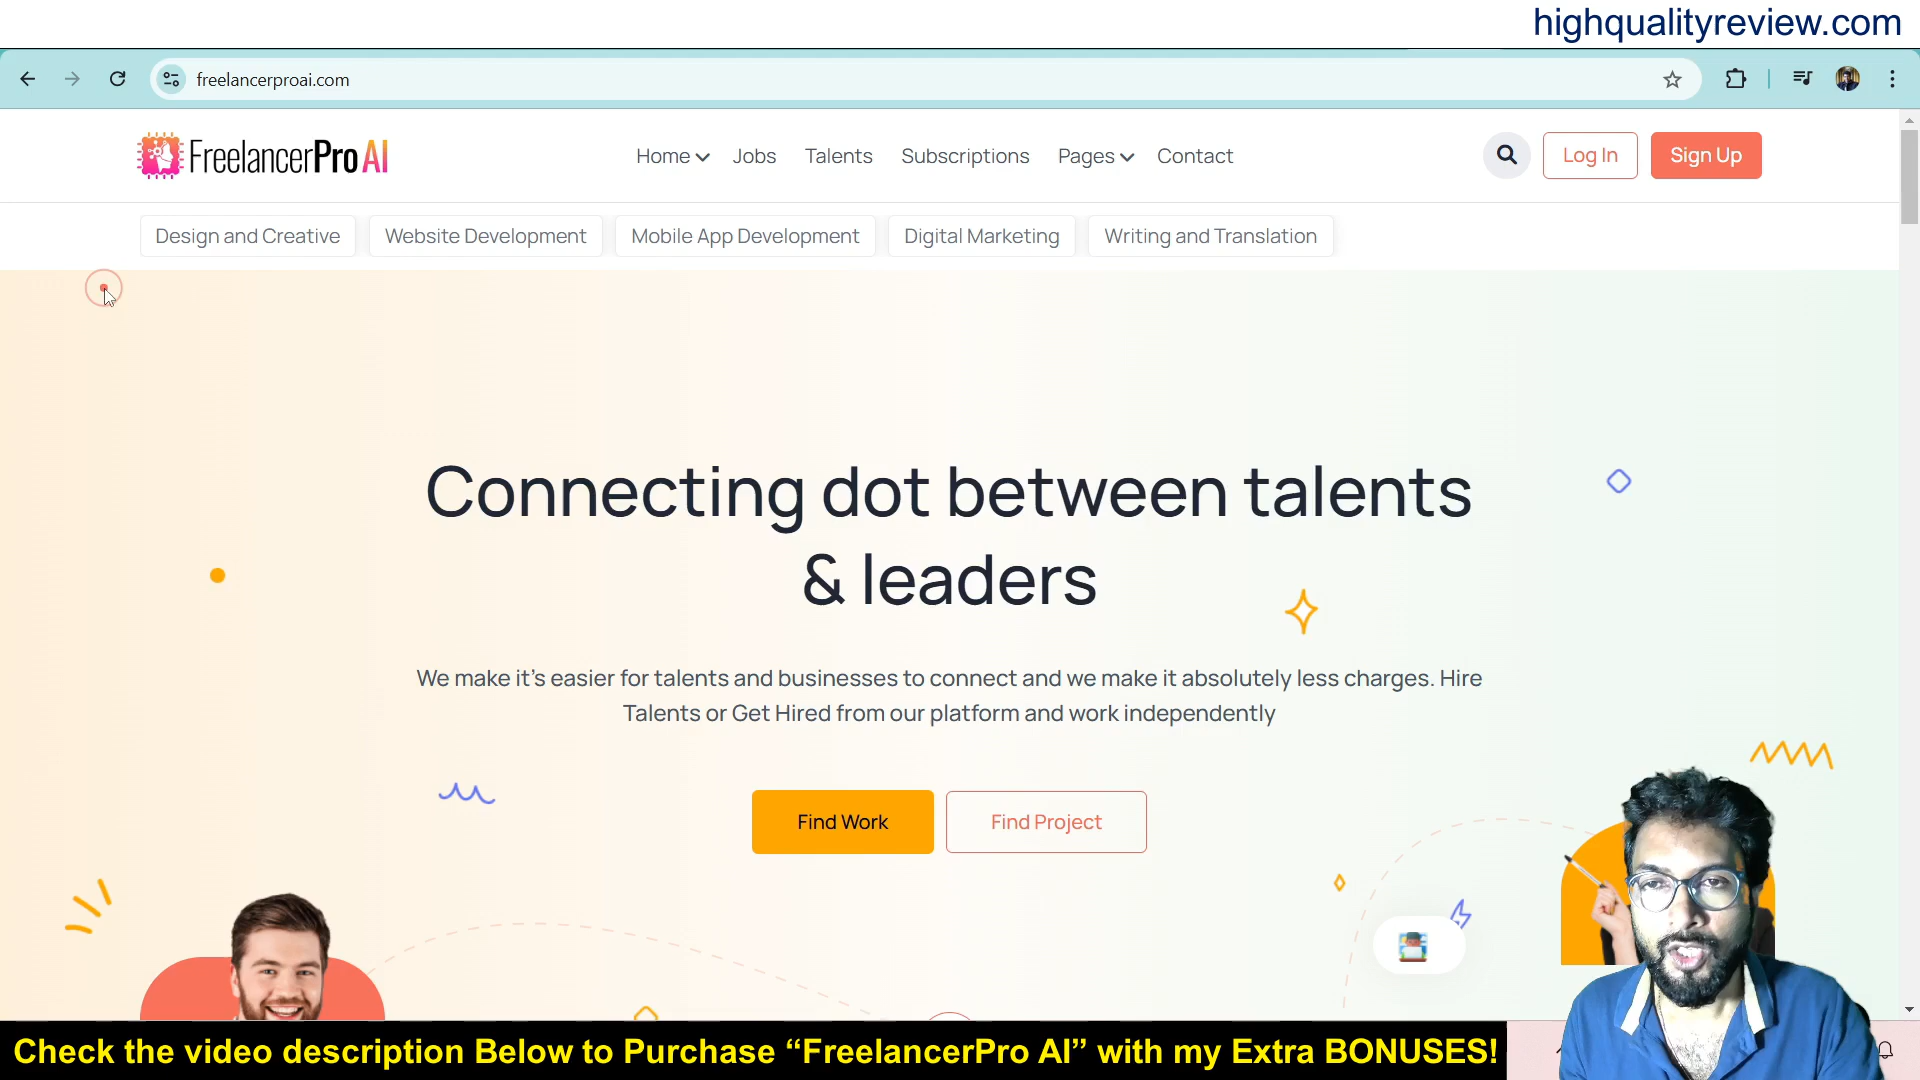 highqualityreview.com
freelancerproai.com
FreelancerPro AI
Home Jobs Talents Subscriptions Pages Contact
Log In
Sign Up
Design and Creative
Website Development
Mobile App Development
Digital Marketing
Writing and Translation
Connecting dot between talents
& leaders
We make it's easier for talents and businesses to connect and we make it absolutely less charges. Hire
Talents or Get Hired from our platform and work independently
Find Work
Find Project
Check the video description Below to Purchase “FreelancerPro AI” with my Extra BONUSES!